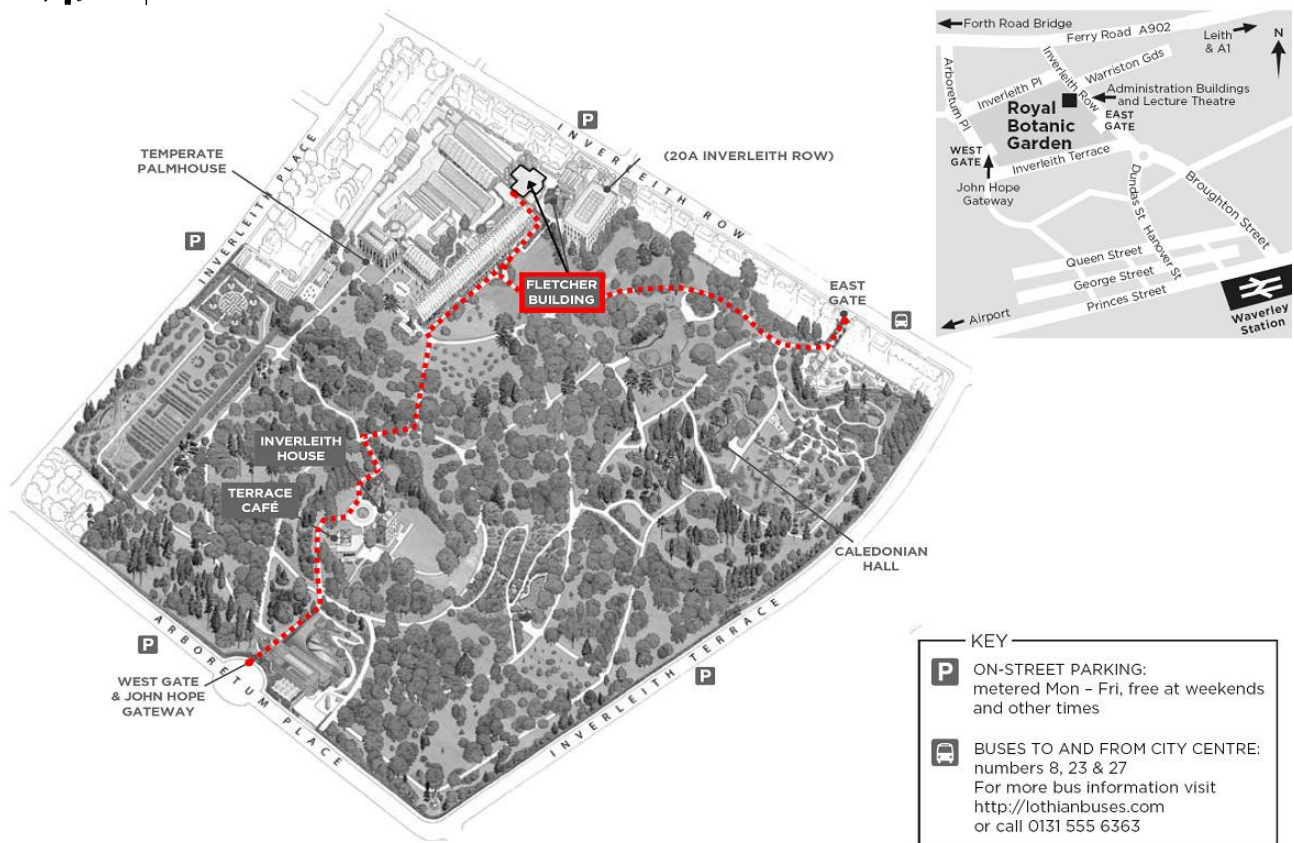 INVERLEITH PLACE
INVERLEITH ROW
(20A INVERLEITH ROW)
TEMPERATE
PALMHOUSE
FLETCHER
BUILDING
EAST
GATE
INVERLEITH
HOUSE
TERRACE
CAFÉ
CALEDONIAN
HALL
WEST GATE
& JOHN HOPE
GATEWAY
ARBORETUM PLACE
INVERLEITH TERRACE
P
P
P
P
Forth Road Bridge
Ferry Road A902
Leith
& A1
N
Arboretum Pl
Inverleith Pl
Inverleith Row
Warriston Gds
Administration Buildings
and Lecture Theatre
Royal
Botanic
Garden
EAST
GATE
WEST
GATE
Inverleith Terrace
John Hope
Gateway
Dundas St
Hanover St
Broughton Street
Queen Street
George Street
Princes Street
Airport
Waverley
Station
KEY
P
ON-STREET PARKING:
metered Mon – Fri, free at weekends
and other times
BUSES TO AND FROM CITY CENTRE:
numbers 8, 23 & 27
For more bus information visit
http://lothianbuses.com
or call 0131 555 6363